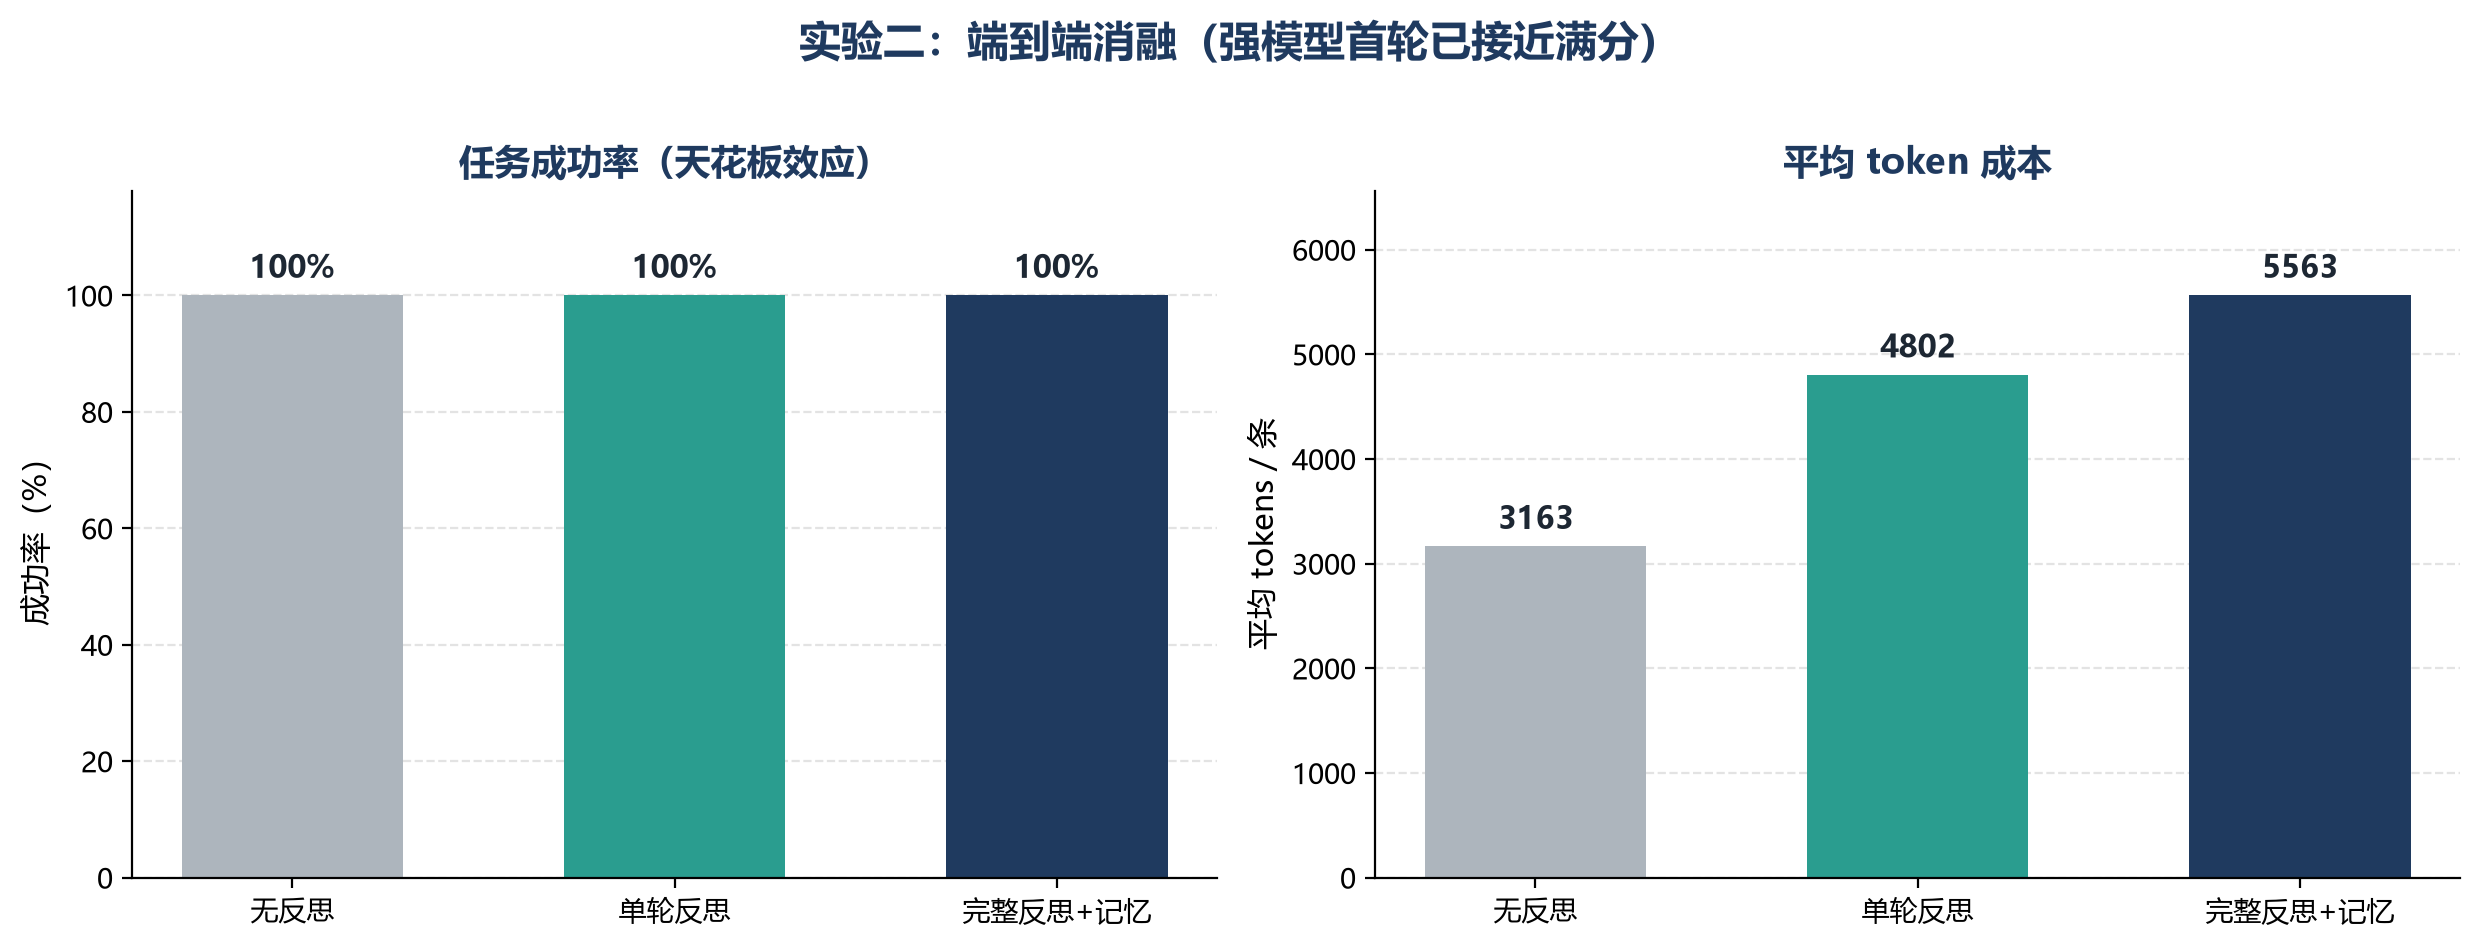 实验二：端到端消融（强模型首轮已接近满分）
任务成功率（天花板效应）
成功率（%）
100
80
60
40
20
0
100%
100%
100%
无反思
单轮反思
完整反思+记忆
平均 token 成本
平均 tokens / 条
6000
5000
4000
3000
2000
1000
0
3163
4802
5563
无反思
单轮反思
完整反思+记忆